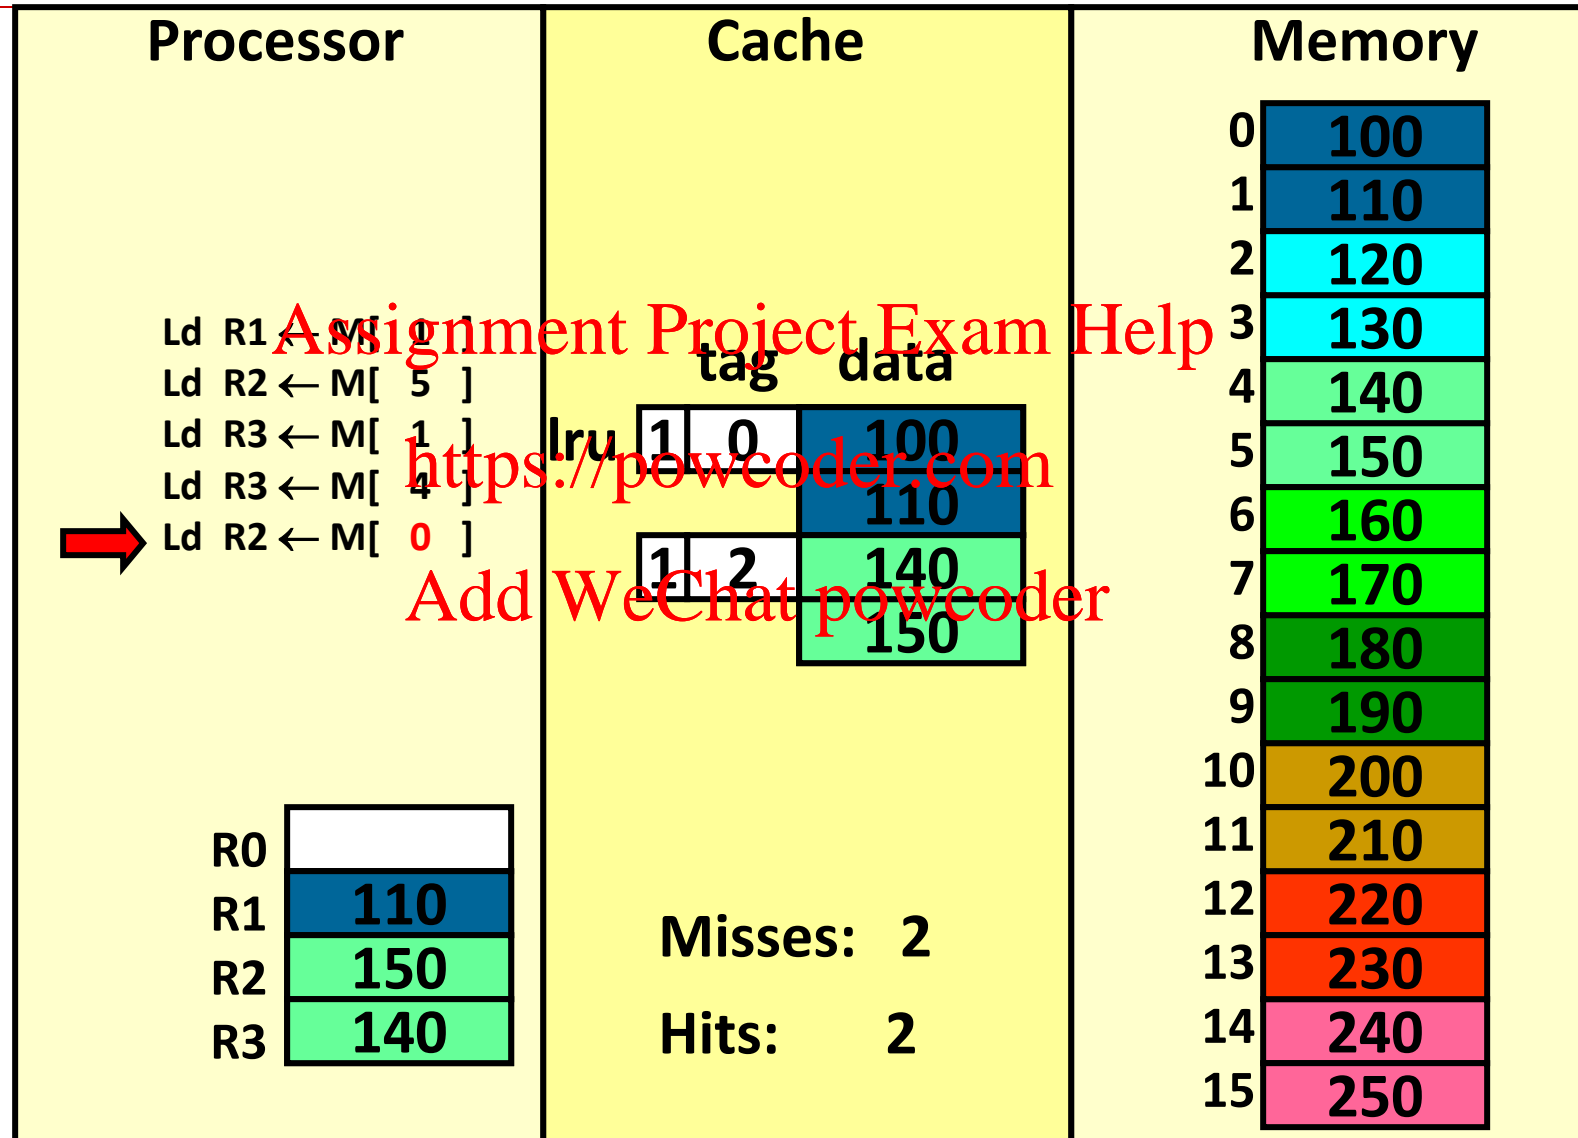 Processor Cache Memory
Ld R1 ← M[ 1 ]
Ld R2 ← M[ 5 ]
Ld R3 ← M[ 1 ]
Ld R3 ← M[ 4 ]
Ld R2 ← M[ 0 ]
R0
R1 110
R2 150
R3 140
Assignment Project Exam Help
https://powcoder.com
Add WeChat powcoder
tag data
lru 1 0 100
110
1 2 140
150
Misses: 2
Hits: 2
0 100
1 110
2 120
3 130
4 140
5 150
6 160
7 170
8 180
9 190
10 200
11 210
12 220
13 230
14 240
15 250